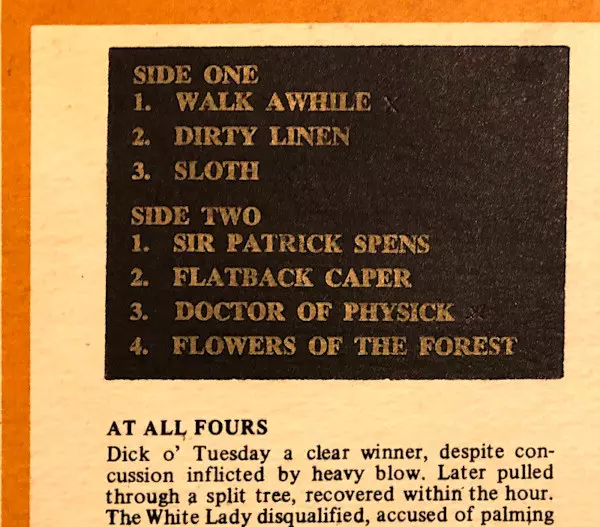 SIDE ONE
1. WALK AWHILE x
2. DIRTY LINEN
3. SLOTH
SIDE TWO
1. SIR PATRICK SPENS
2. FLATBACK CAPER
3. DOCTOR OF PHYSICK x
4. FLOWERS OF THE FOREST
AT ALL FOURS
Dick o' Tuesday a clear winner, despite con-
cussion inflicted by heavy blow. Later pulled
through a split tree, recovered within the hour.
The White Lady disqualified, accused of palming